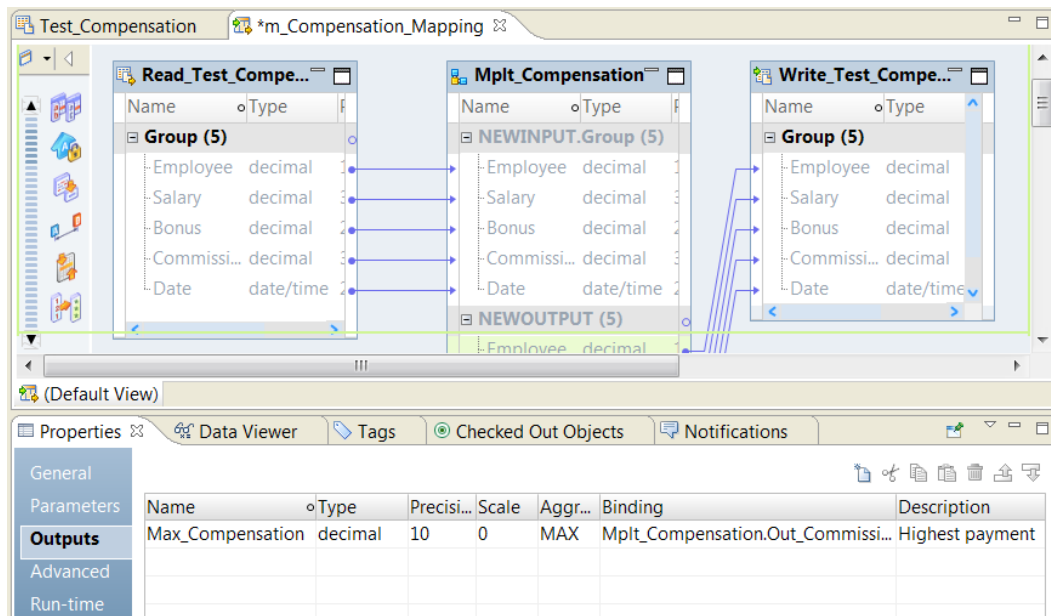 Test_Compensation *m_Compensation_Mapping
Read_Test_Compe... Mplt_Compensation Write_Test_Compe...
Name Type Name Type Name Type
Group (5) NEWINPUT.Group (5) Group (5)
Employee decimal Employee decimal Employee decimal
Salary decimal Salary decimal Salary decimal
Bonus decimal Bonus decimal Bonus decimal
Commissi... decimal Commissi... decimal Commissi... decimal
Date date/time Date date/time Date date/time
NEWOUTPUT (5)
Employee decimal
(Default View)
Properties Data Viewer Tags Checked Out Objects Notifications
General
Parameters
Outputs
Advanced
Run-time
Name Type Precisi... Scale Aggr... Binding Description
Max_Compensation decimal 10 0 MAX Mplt_Compensation.Out_Commissi... Highest payment